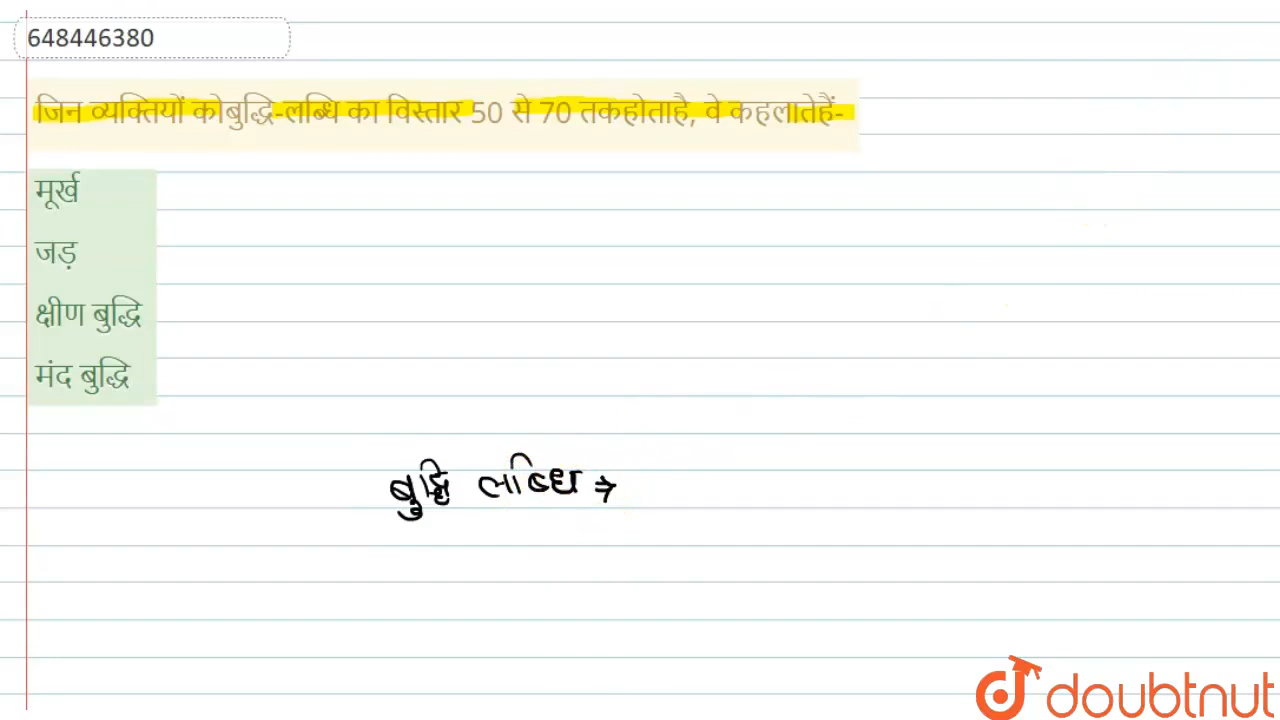 648446380
जिन व्यक्तियों कोबुद्धि-लब्धि का विस्तार 50 से 70 तकहोताहै, वे कहलातेहैं-
मूर्ख
जड़
क्षीण बुद्धि
मंद बुद्धि
बुद्धि लब्धि →
doubtnut